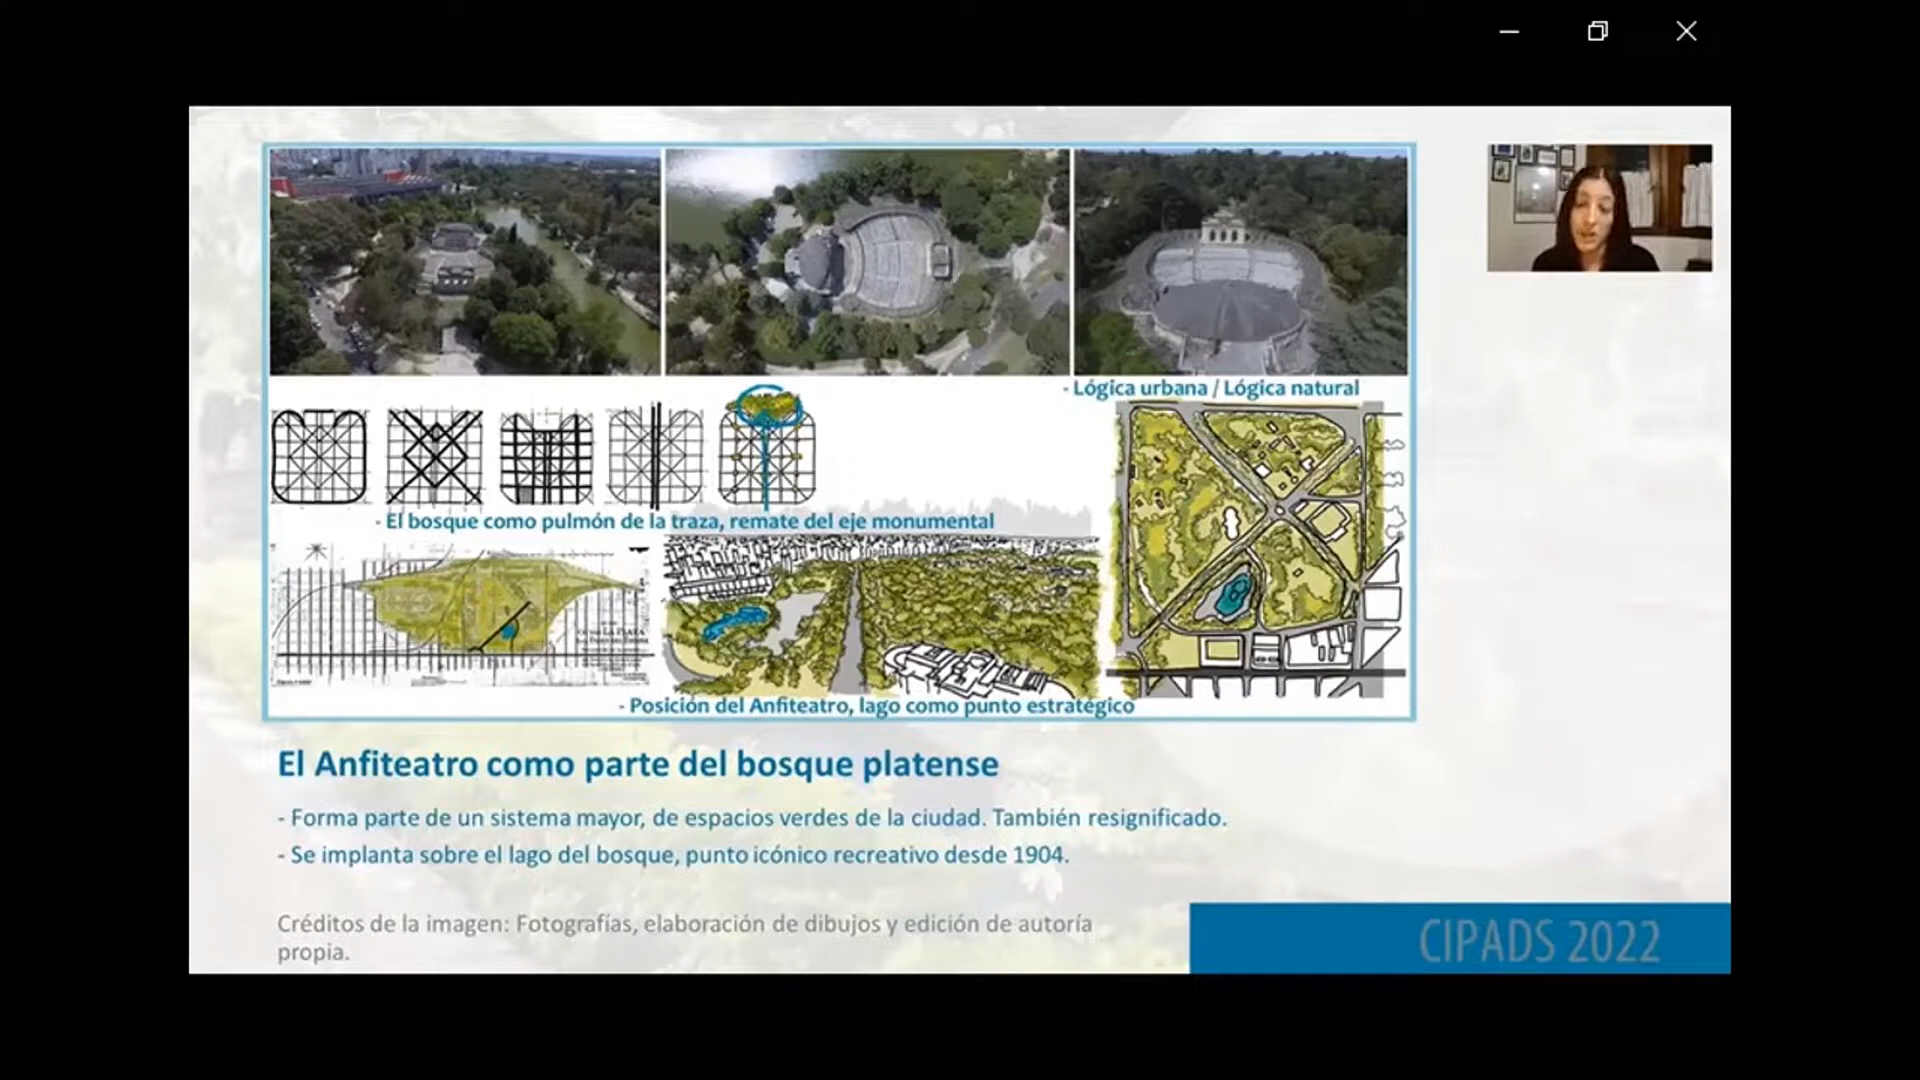 - Lógica urbana / Lógica natural
- El bosque como pulmón de la traza, remate del eje monumental
- Posición del Anfiteatro, lago como punto estratégico
El Anfiteatro como parte del bosque platense
- Forma parte de un sistema mayor, de espacios verdes de la ciudad. También resignificado.
- Se implanta sobre el lago del bosque, punto icónico recreativo desde 1904.
Créditos de la imagen: Fotografías, elaboración de dibujos y edición de autoría
propia.
CIPADS 2022